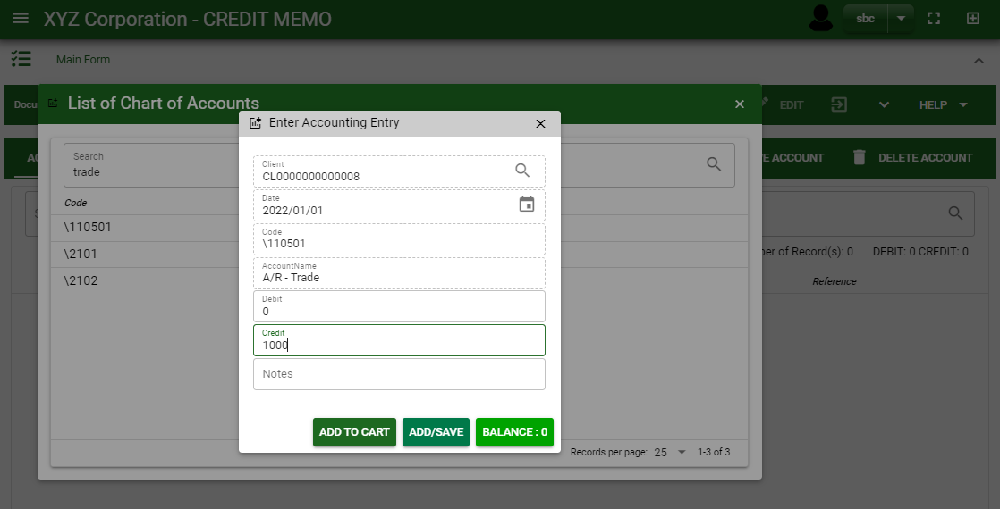 XYZ Corporation - CREDIT MEMO
sbc
Main Form
Docu
EDIT
HELP
List of Chart of Accounts
Enter Accounting Entry
VE ACCOUNT
DELETE ACCOUNT
Search
trade
Code
\110501
\2101
\2102
Client
CL0000000000008
Date
2022/01/01
Code
\110501
AccountName
A/R - Trade
Debit
0
Credit
1000
Notes
ADD TO CART
ADD/SAVE
BALANCE : 0
er of Record(s): 0
DEBIT: 0 CREDIT: 0
Reference
Records per page: 25
1-3 of 3